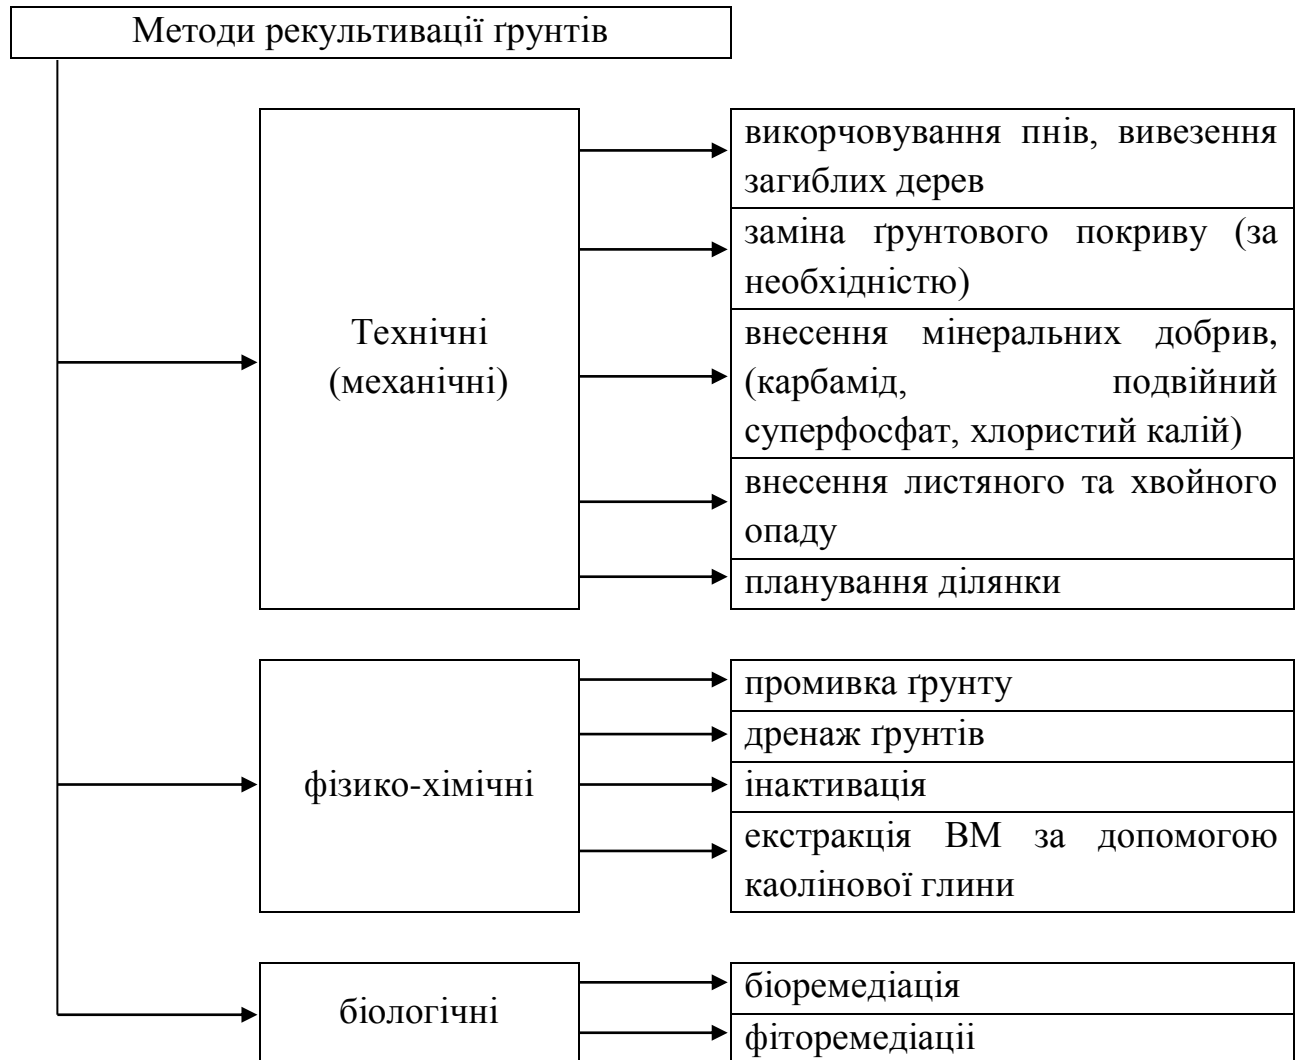 Методи рекультивації ґрунтів
Технічні
(механічні)
викорчовування пнів, вивезення
загиблих дерев
заміна ґрунтового покриву (за
необхідністю)
внесення мінеральних добрив,
(карбамід, подвійний
суперфосфат, хлористий калій)
внесення листяного та хвойного
опаду
планування ділянки
фізико-хімічні
промивка ґрунту
дренаж ґрунтів
інактивація
екстракція ВМ за допомогою
каолінової глини
біологічні
біоремедіація
фіторемедіаціі